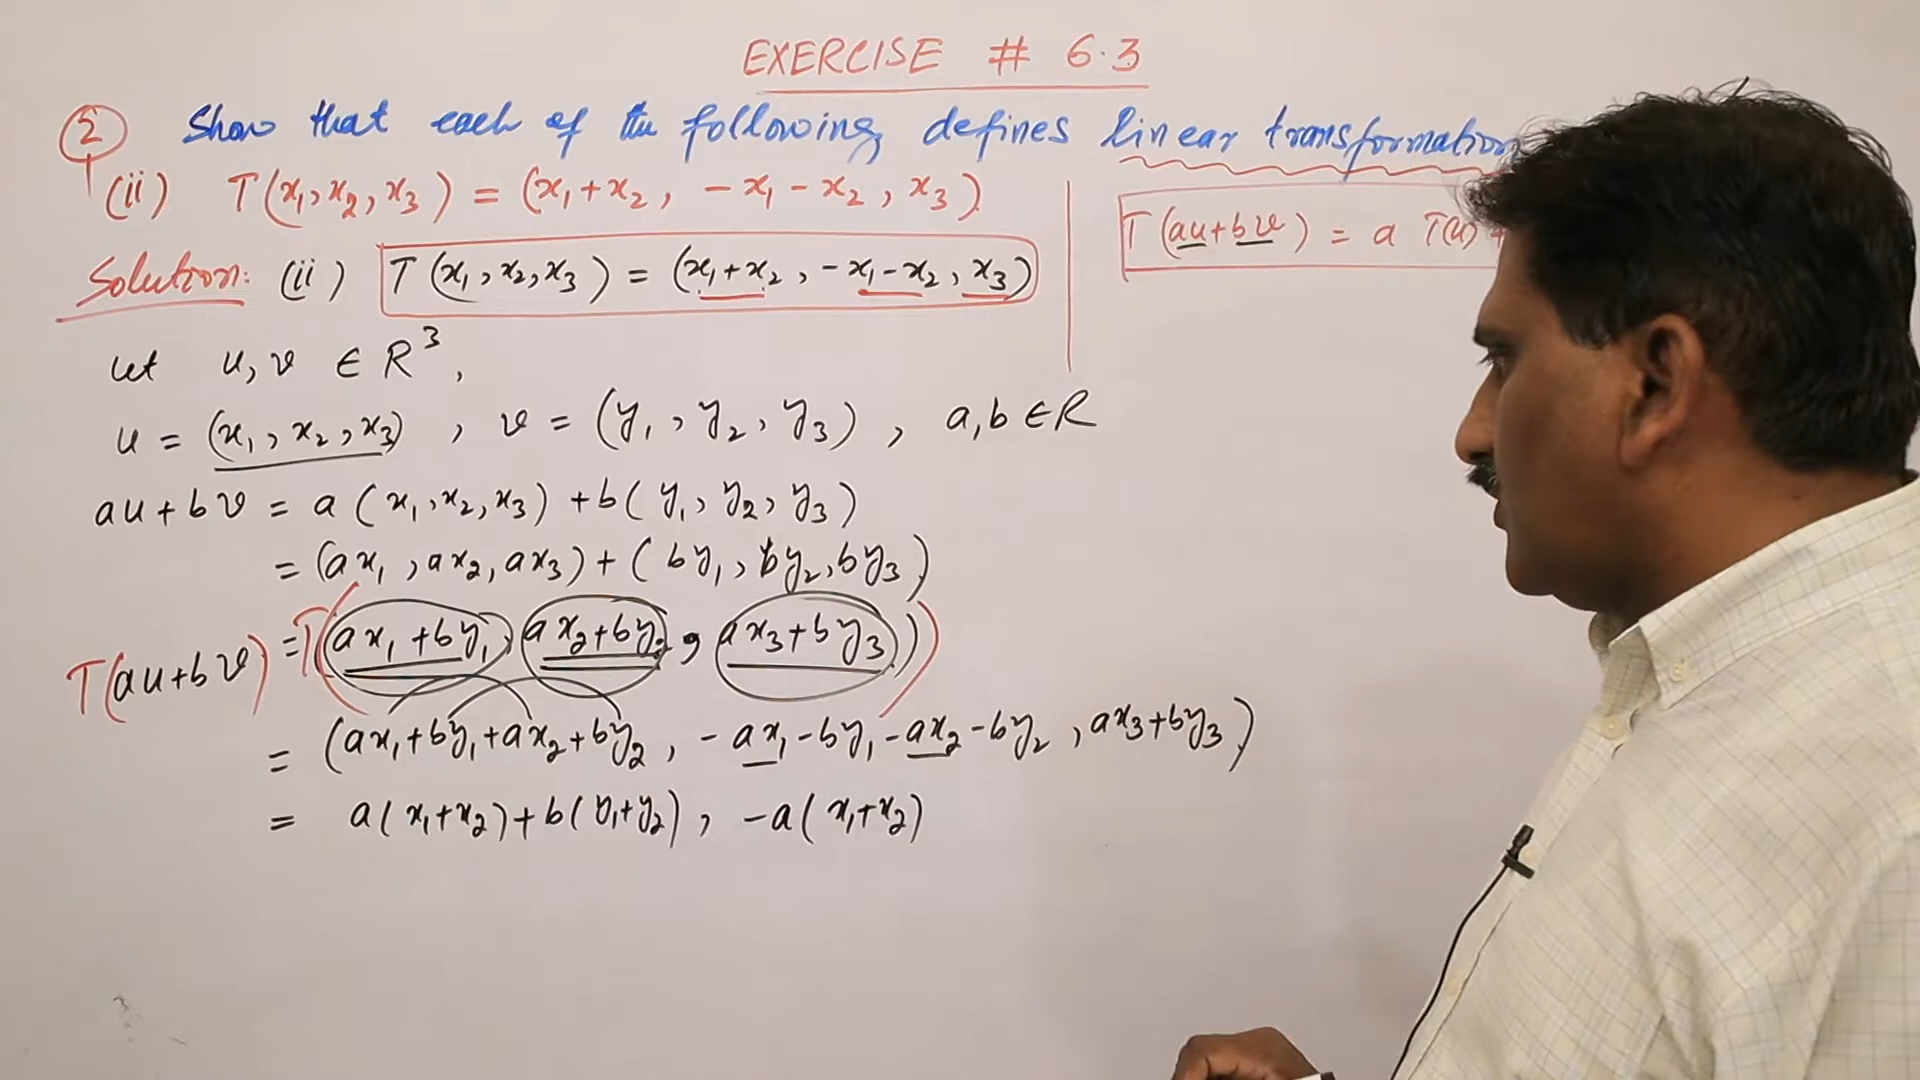 EXERCISE # 6.3
2 Show that each of the following defines linear transformation
(ii) T(x₁, x₂, x₃) = (x₁+x₂, -x₁-x₂, x₃)
T(au+bv) = a T(u) +
Solution: (ii) T(x₁, x₂, x₃) = (x₁+x₂, -x₁-x₂, x₃)
Let u, v ∈ R³,
u = (x₁, x₂, x₃), v = (y₁, y₂, y₃), a,b ∈ R
au+bv = a(x₁, x₂, x₃) + b(y₁, y₂, y₃)
= (ax₁, ax₂, ax₃) + (by₁, by₂, by₃)
T(au+bv) = T((ax₁+by₁, ax₂+by₂, ax₃+by₃))
= (ax₁+by₁+ax₂+by₂, -ax₁-by₁-ax₂-by₂, ax₃+by₃)
= a(x₁+x₂)+b(y₁+y₂), -a(x₁+x₂)